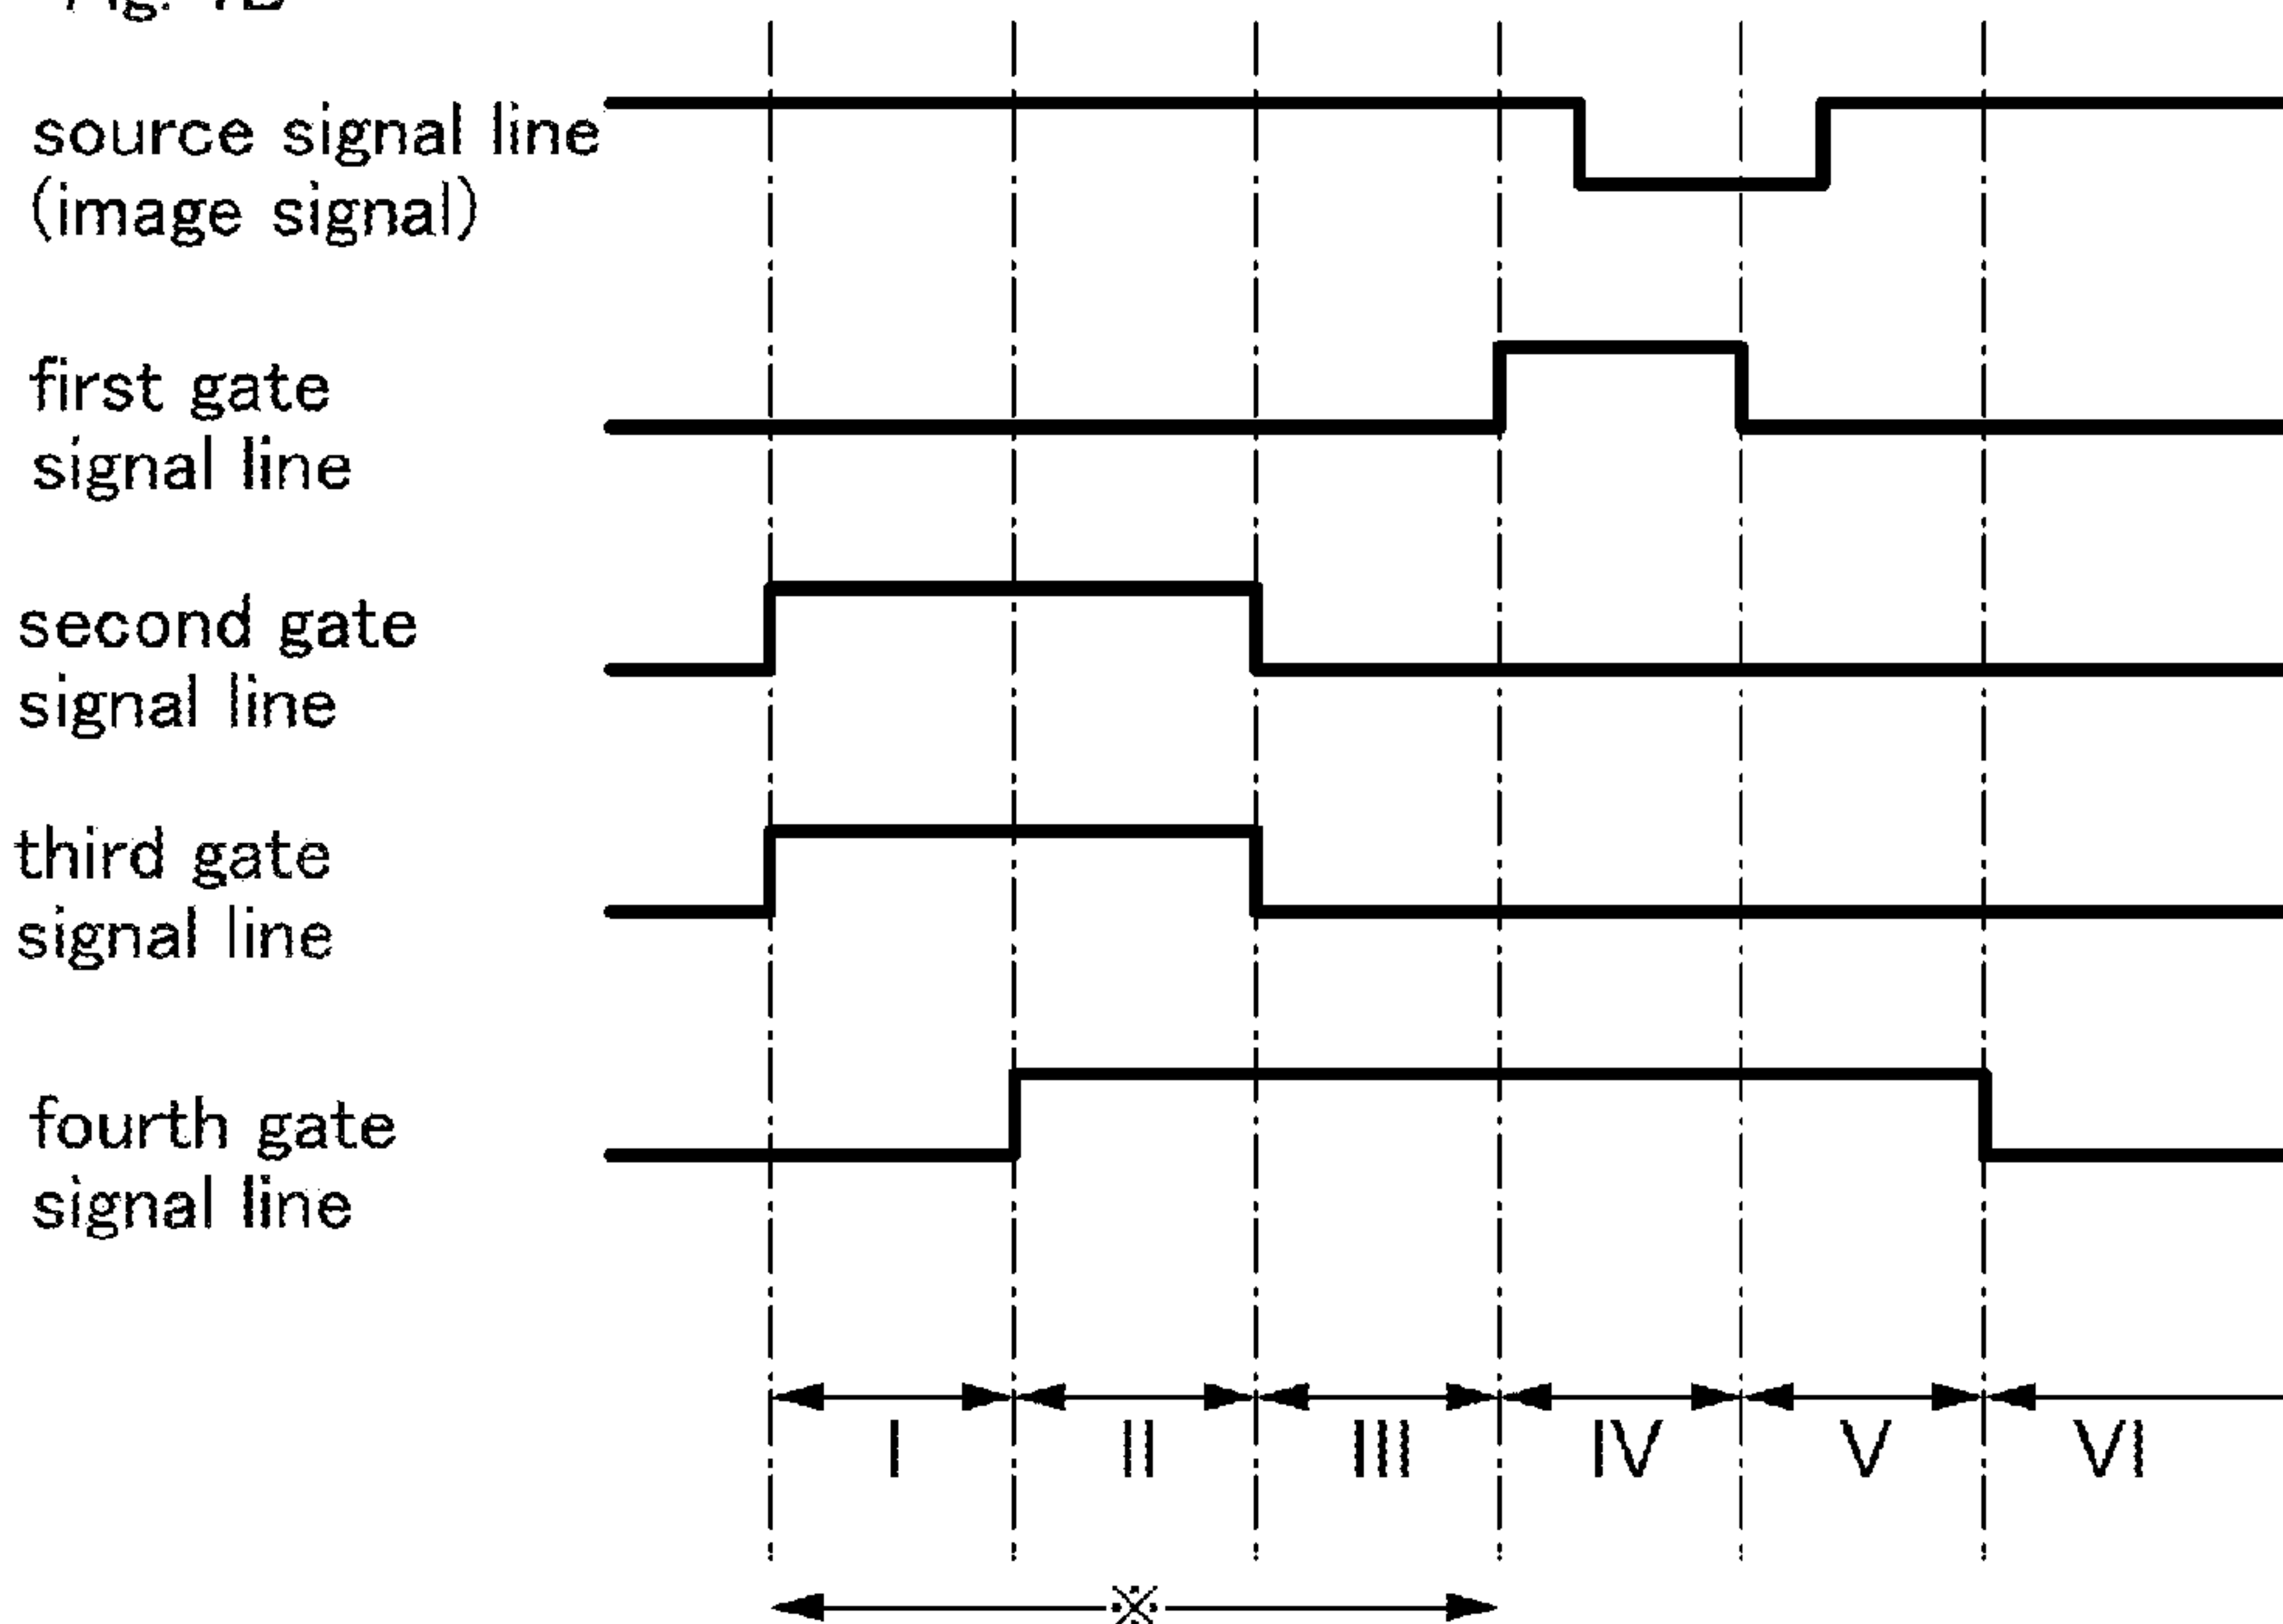 source signal line
(image signal)
first gate
signal line
second gate
signal line
third gate
signal line
fourth gate
signal line
I II III IV V VI
※